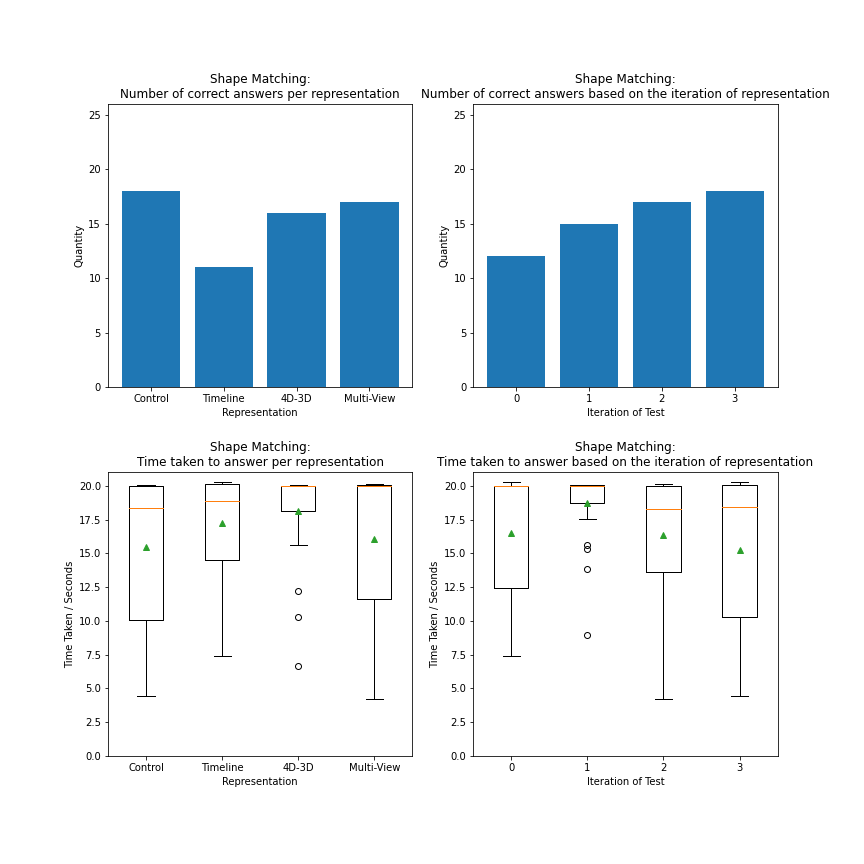 Shape Matching:
Number of correct answers per representation
25
20
15
10
5
0
Quantity
Control Timeline 4D-3D Multi-View
Representation
Shape Matching:
Number of correct answers based on the iteration of representation
25
20
15
10
5
0
Quantity
0 1 2 3
Iteration of Test
Shape Matching:
Time taken to answer per representation
20.0
17.5
15.0
12.5
10.0
7.5
5.0
2.5
0.0
Time Taken / Seconds
Control Timeline 4D-3D Multi-View
Representation
Shape Matching:
Time taken to answer based on the iteration of representation
20.0
17.5
15.0
12.5
10.0
7.5
5.0
2.5
0.0
Time Taken / Seconds
0 1 2 3
Iteration of Test